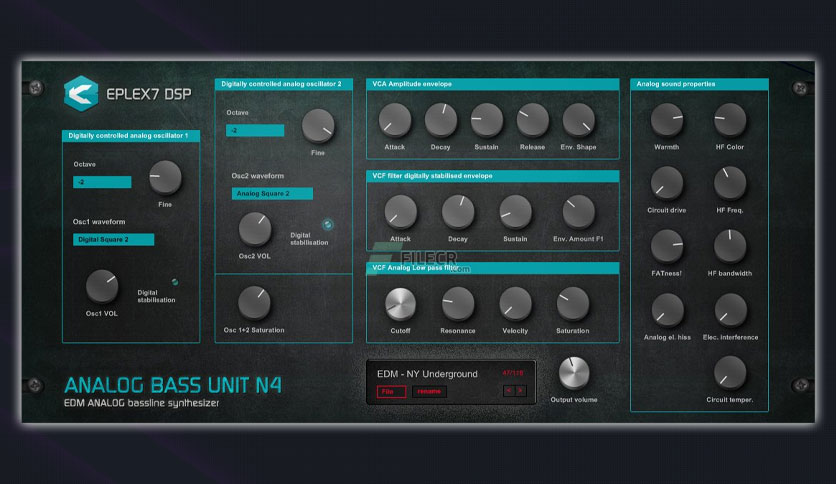 EPLEX7 DSP
Digitally controlled analog oscillator 1
Octave
-2
Fine
Osc1 waveform
Digital Square 2
Osc1 VOL
Digital
stabilisation
Digitally controlled analog oscillator 2
Octave
-2
Fine
Osc2 waveform
Analog Square 2
Osc2 VOL
Digital
stabilisation
Osc 1+2 Saturation
VCA Amplitude envelope
Attack
Decay
Sustain
Release
Env. Shape
VCF filter digitally stabilised envelope
Attack
Decay
Sustain
Env. Amount F1
FILECR
.com
VCF Analog Low pass filter
Cutoff
Resonance
Velocity
Saturation
Analog sound properties
Warmth
HF Color
Circuit drive
HF Freq.
FATness!
HF bandwidth
Analog el. hiss
Elec. interference
Circuit temper.
ANALOG BASS UNIT N4
EDM ANALOG bassline synthesizer
EDM - NY Underground
File
rename
< >
Output volume